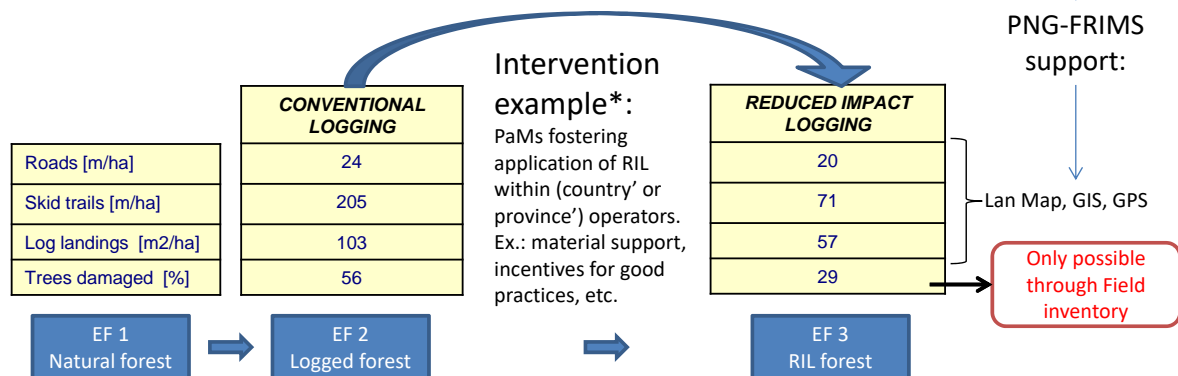 PNG-FRIMS
support:
Intervention
example*:
PaMs fostering
application of RIL
within (country' or
province') operators.
Ex.: material support,
incentives for good
practices, etc.
CONVENTIONAL
LOGGING
REDUCED IMPACT
LOGGING
Roads [m/ha] 24 20
Skid trails [m/ha] 205 71
Log landings [m2/ha] 103 57
Trees damaged [%] 56 29
Lan Map, GIS, GPS
Only possible
through Field
inventory
EF 1
Natural forest
EF 2
Logged forest
EF 3
RIL forest